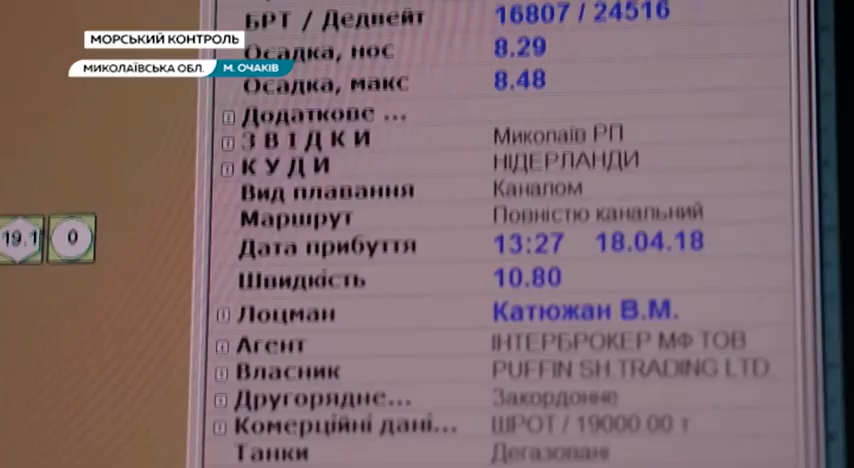 МОРСЬКИЙ КОНТРОЛЬ
МИКОЛАЇВСЬКА ОБЛ. М. ОЧАКІВ
БРТ / Дедвейт 16807 / 24516
Осадка, нос 8.29
Осадка, макс 8.48
Додаткове ...
З В І Д К И Миколаїв РП
К У Д И НІДЕРЛАНДИ
Вид плавання Каналом
Маршрут Повністю канальний
Дата прибуття 13:27 18.04.18
19.1 0
Швидкість 10.80
Лоцман Катюжан В.М.
Агент ІНТЕРБРОКЕР МФ ТОВ
Власник PUFFIN SH TRADING LTD.
Другорядне... Закордонне
Комерційні дані... ШРОТ / 19000.00 т
Танки Дегазовані